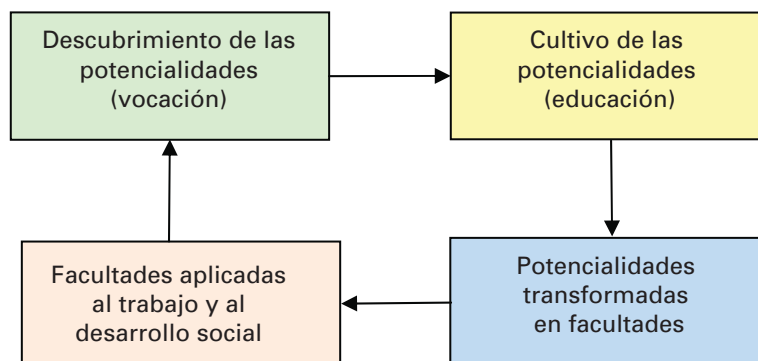 Descubrimiento de las
potencialidades
(vocación)
Cultivo de las
potencialidades
(educación)
Facultades aplicadas
al trabajo y al
desarrollo social
Potencialidades
transformadas
en facultades